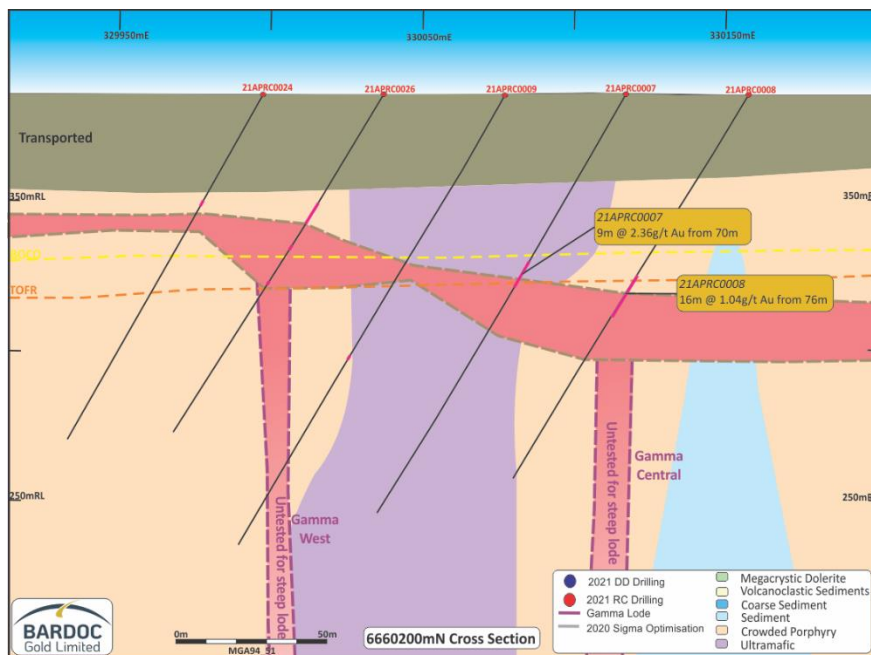 329950mE
330050mE
330150mE
21APRC0024
21APRC0026
21APRC0009
21APRC0007
21APRC0008
Transported
350mRL
350m
21APRC0007
9m @ 2.36g/t Au from 70m
TOFR
21APRC0008
16m @ 1.04g/t Au from 76m
Untested for steep lode
Gamma
West
Untested for steep lode
Gamma
Central
250mRL
250m
2021 DD Drilling
2021 RC Drilling
Gamma Lode
2020 Sigma Optimisation
Megacrystic Dolerite
Volcanoclastic Sediments
Coarse Sediment
Sediment
Crowded Porphyry
Ultramafic
BARDOC
Gold Limited
0m
50m
MGA94_51
6660200mN Cross Section